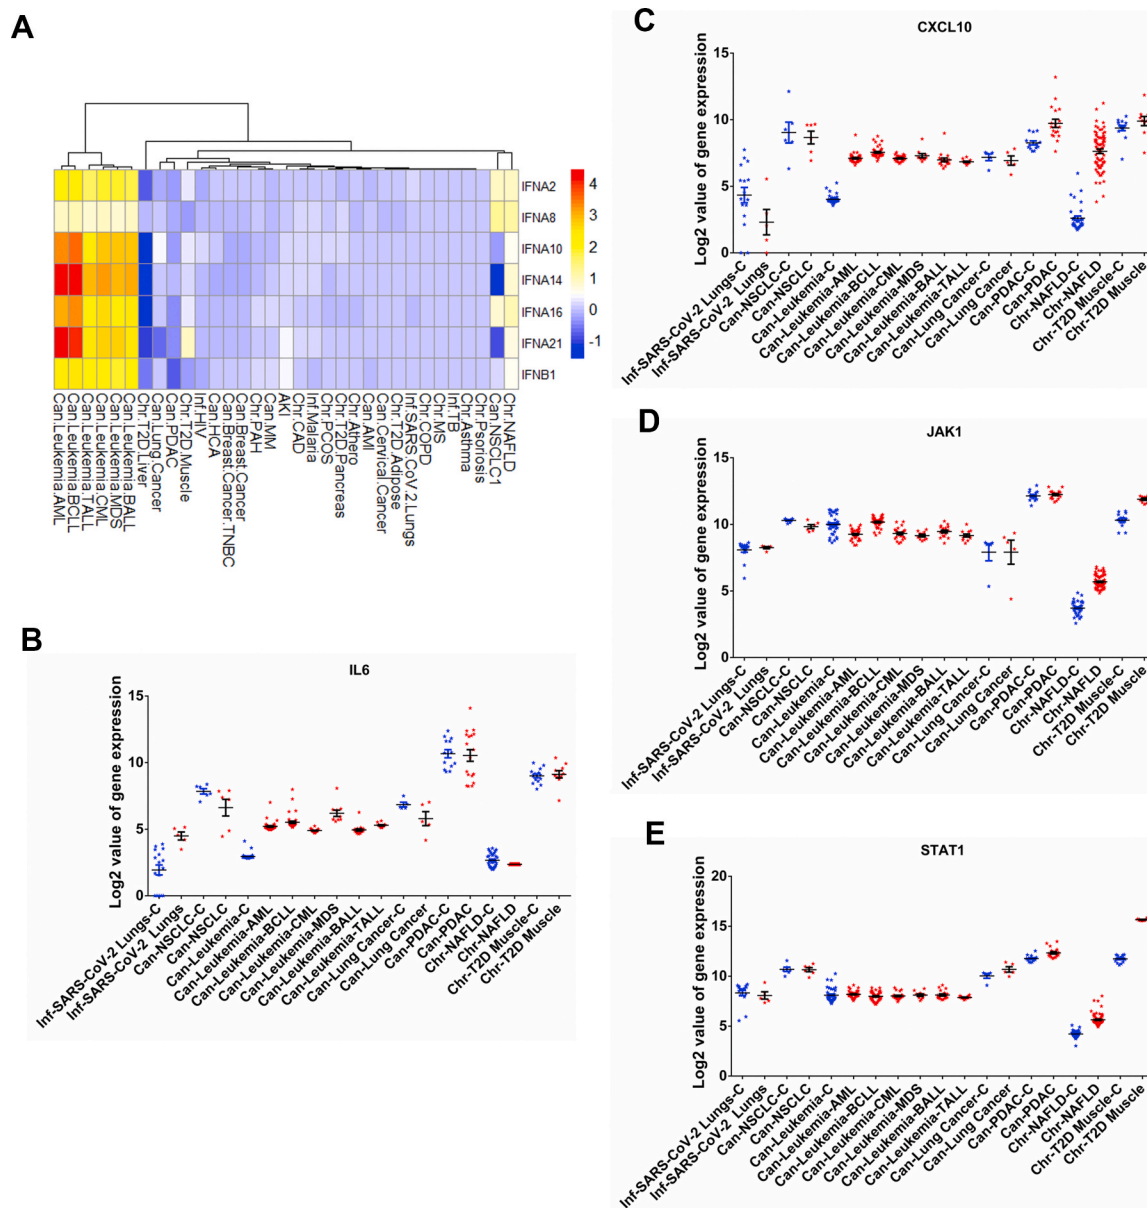 A
IFNA2
IFNA8
IFNA10
IFNA14
IFNA16
IFNA21
IFNB1
4
3
2
1
0
-1
Can.Leukemia.AML
Can.Leukemia.BCLL
Can.Leukemia.TALL
Can.Leukemia.CML
Can.Leukemia.MDS
Can.Leukemia.BALL
Chr.T2D.Liver
Can.Lung.Cancer
Can.PDAC
Chr.T2D.Muscle
Inf.HIV
Can.HCA
Can.Breast.Cancer.TNBC
Can.Breast.Cancer
Chr.PAH
Can.MM
AKI
Chr.CAD
Inf.Malaria
Chr.PCOS
Chr.T2D.Pancreas
Chr.Athero
Can.AMI
Can.Cervical.Cancer
Chr.T2D.Adipose
Inf.SARS.CoV.2.Lungs
Chr.COPD
Chr.MS
Inf.TB
Chr.Asthma
Chr.Psoriosis
Can.NSCLC1
Chr.NAFLD
B
IL6
Log2 value of gene expression
15
10
5
0
Inf-SARS-CoV-2 Lungs-C
Inf-SARS-CoV-2 Lungs
Can-NSCLC-C
Can-NSCLC
Can-Leukemia-C
Can-Leukemia-AML
Can-Leukemia-BCLL
Can-Leukemia-CML
Can-Leukemia-MDS
Can-Leukemia-BALL
Can-Leukemia-TALL
Can-Lung Cancer-C
Can-Lung Cancer
Can-PDAC-C
Can-PDAC
Chr-NAFLD-C
Chr-NAFLD
Chr-T2D Muscle-C
Chr-T2D Muscle
C
CXCL10
Log2 value of gene expression
15
10
5
0
Inf-SARS-CoV-2 Lungs-C
Inf-SARS-CoV-2 Lungs
Can-NSCLC-C
Can-NSCLC
Can-Leukemia-C
Can-Leukemia-AML
Can-Leukemia-BCLL
Can-Leukemia-CML
Can-Leukemia-MDS
Can-Leukemia-BALL
Can-Leukemia-TALL
Can-Lung Cancer-C
Can-Lung Cancer
Can-PDAC-C
Can-PDAC
Chr-NAFLD-C
Chr-NAFLD
Chr-T2D Muscle-C
Chr-T2D Muscle
D
JAK1
Log2 value of gene expression
15
10
5
0
Inf-SARS-CoV-2 Lungs-C
Inf-SARS-CoV-2 Lungs
Can-NSCLC-C
Can-NSCLC
Can-Leukemia-C
Can-Leukemia-AML
Can-Leukemia-BCLL
Can-Leukemia-CML
Can-Leukemia-MDS
Can-Leukemia-BALL
Can-Leukemia-TALL
Can-Lung Cancer-C
Can-Lung Cancer
Can-PDAC-C
Can-PDAC
Chr-NAFLD-C
Chr-NAFLD
Chr-T2D Muscle-C
Chr-T2D Muscle
E
STAT1
Log2 value of gene expression
20
15
10
5
0
Inf-SARS-CoV-2 Lungs-C
Inf-SARS-CoV-2 Lungs
Can-NSCLC-C
Can-NSCLC
Can-Leukemia-C
Can-Leukemia-AML
Can-Leukemia-BCLL
Can-Leukemia-CML
Can-Leukemia-MDS
Can-Leukemia-BALL
Can-Leukemia-TALL
Can-Lung Cancer-C
Can-Lung Cancer
Can-PDAC-C
Can-PDAC
Chr-NAFLD-C
Chr-NAFLD
Chr-T2D Muscle-C
Chr-T2D Muscle